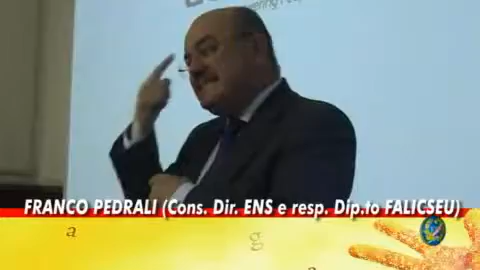 FRANCO PEDRALI (Cons. Dir. ENS e resp. Dip.to FALICSEU)
a
g